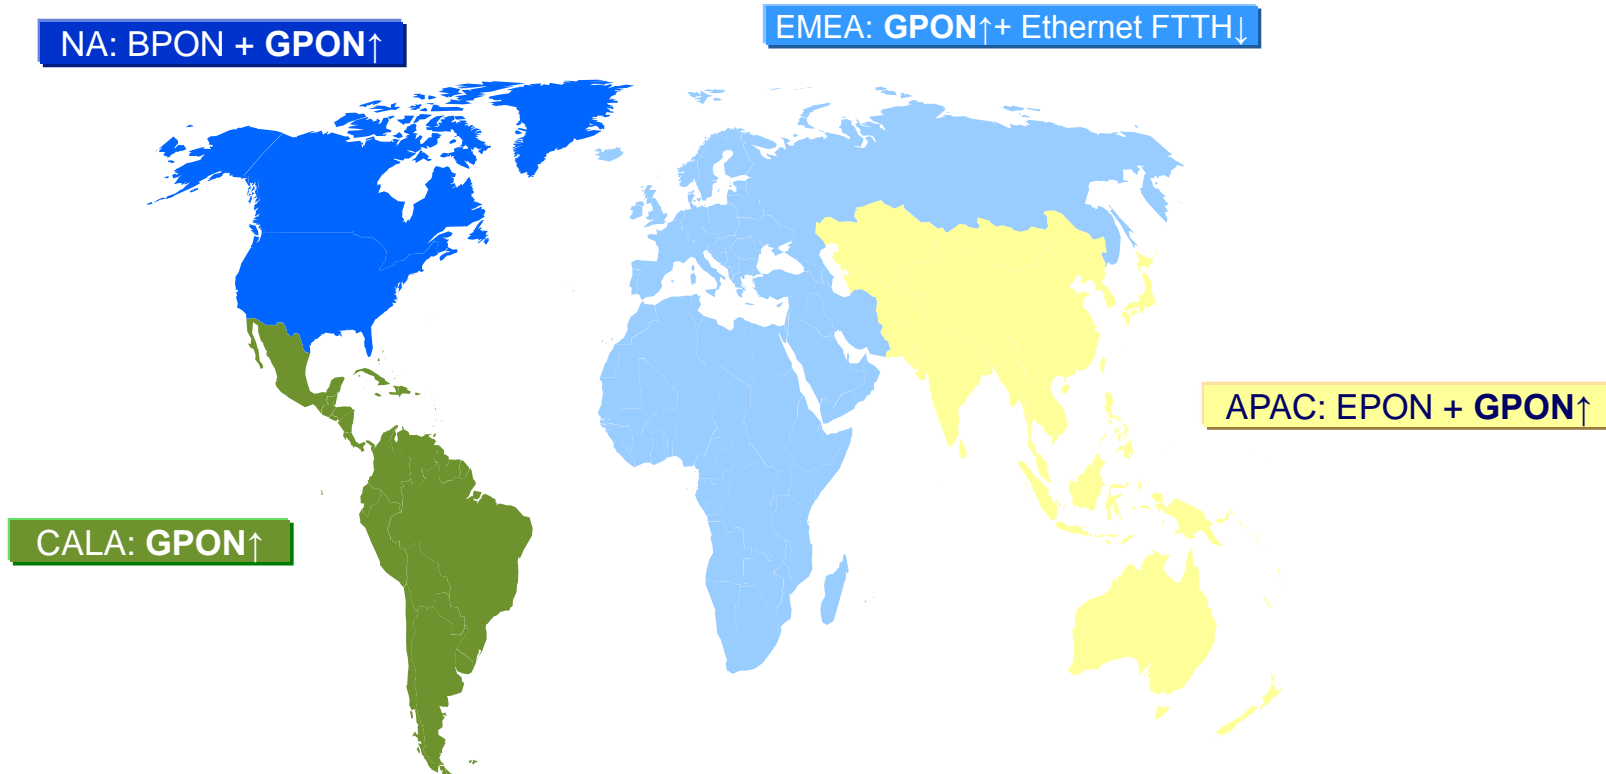 NA: BPON + GPON↑
EMEA: GPON↑+ Ethernet FTTH↓
APAC: EPON + GPON↑
CALA: GPON↑